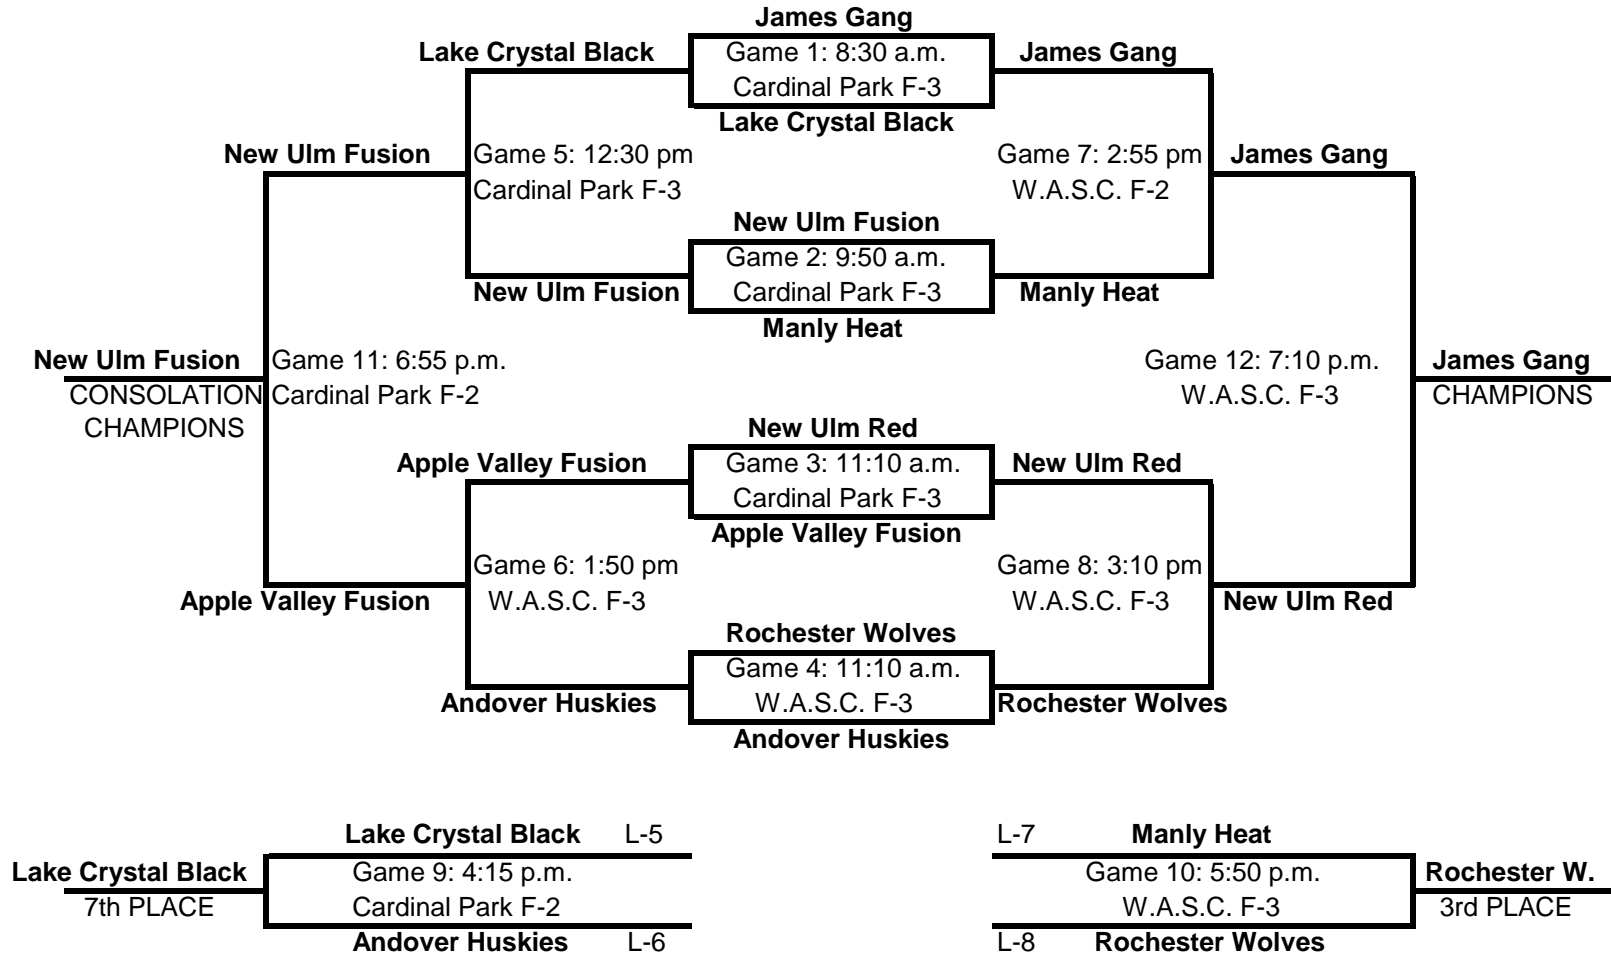 James Gang
Lake Crystal Black
Game 1: 8:30 a.m.
James Gang
Cardinal Park F-3
Lake Crystal Black
New Ulm Fusion
Game 5: 12:30 pm
Game 7: 2:55 pm
James Gang
Cardinal Park F-3
W.A.S.C. F-2
New Ulm Fusion
Game 2: 9:50 a.m.
New Ulm Fusion
Cardinal Park F-3
Manly Heat
Manly Heat
New Ulm Fusion
Game 11: 6:55 p.m.
Game 12: 7:10 p.m.
James Gang
CONSOLATION
Cardinal Park F-2
W.A.S.C. F-3
CHAMPIONS
CHAMPIONS
New Ulm Red
Apple Valley Fusion
Game 3: 11:10 a.m.
New Ulm Red
Cardinal Park F-3
Apple Valley Fusion
Game 6: 1:50 pm
Game 8: 3:10 pm
Apple Valley Fusion
W.A.S.C. F-3
W.A.S.C. F-3
New Ulm Red
Rochester Wolves
Game 4: 11:10 a.m.
Andover Huskies
W.A.S.C. F-3
Rochester Wolves
Andover Huskies
Lake Crystal Black L-5
L-7 Manly Heat
Lake Crystal Black
Game 9: 4:15 p.m.
Game 10: 5:50 p.m.
Rochester W.
7th PLACE
Cardinal Park F-2
W.A.S.C. F-3
3rd PLACE
Andover Huskies L-6
L-8 Rochester Wolves